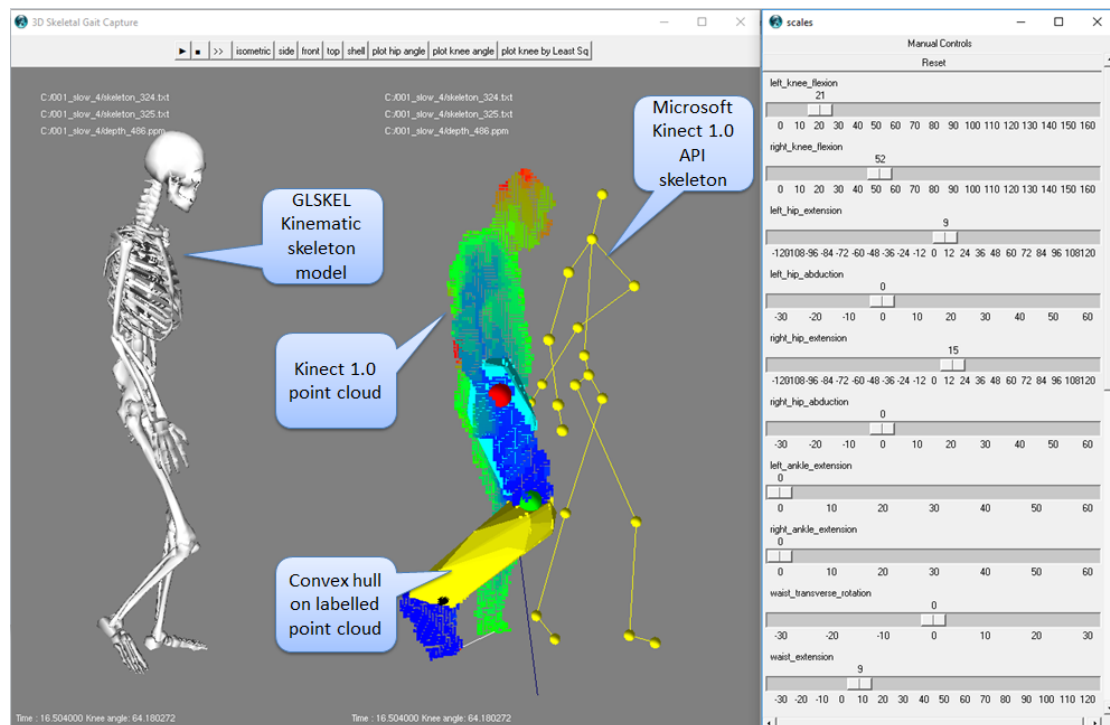 3D Skeletal Gait Capture
isometric side front top shell plot hip angle plot knee angle plot knee by Least Sq
C:/001_slow_4/skeleton_324.txt
C:/001_slow_4/skeleton_325.txt
C:/001_slow_4/depth_486.ppm
C:/001_slow_4/skeleton_324.txt
C:/001_slow_4/skeleton_325.txt
C:/001_slow_4/depth_486.ppm
Microsoft
Kinect 1.0
API
skeleton
GLSKEL
Kinematic
skeleton
model
Kinect 1.0
point cloud
Convex hull
on labelled
point cloud
Time : 16.504000 Knee angle: 64.180272
Time : 16.504000 Knee angle: 64.180272
scales
Manual Controls
Reset
left_knee_flexion
21
0 10 20 30 40 50 60 70 80 90 100 110 120 130 140 150 160
right_knee_flexion
52
0 10 20 30 40 50 60 70 80 90 100 110 120 130 140 150 160
left_hip_extension
9
-120108-96 -84 -72 -60 -48 -36 -24 -12 0 12 24 36 48 60 72 84 96 108120
left_hip_abduction
0
-30 -20 -10 0 10 20 30 40 50 60
right_hip_extension
15
-120108-96 -84 -72 -60 -48 -36 -24 -12 0 12 24 36 48 60 72 84 96 108120
right_hip_abduction
0
-30 -20 -10 0 10 20 30 40 50 60
left_ankle_extension
0
0 10 20 30 40 50 60
right_ankle_extension
0
0 10 20 30 40 50 60
waist_transverse_rotation
0
-30 -20 -10 0 10 20 30
waist_extension
9
-30 -20 -10 0 10 20 30 40 50 60 70 80 90 100 110 120